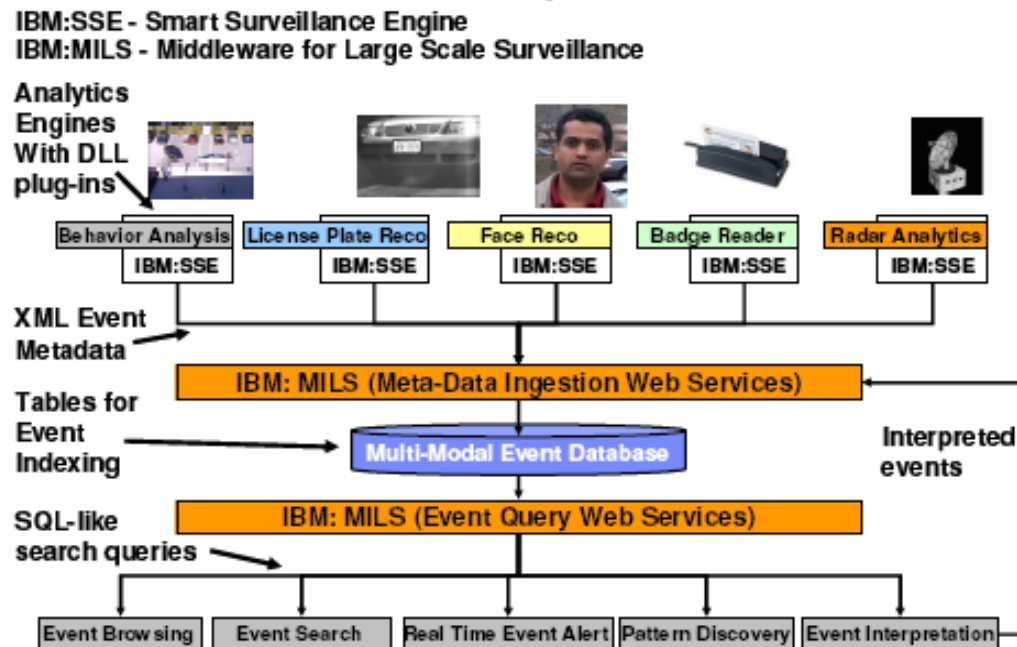 IBM:SSE - Smart Surveillance Engine
IBM:MILS - Middleware for Large Scale Surveillance
Analytics
Engines
With DLL
plug-ins
Behavior Analysis
License Plate Reco
Face Reco
Badge Reader
Radar Analytics
IBM:SSE
IBM:SSE
IBM:SSE
IBM:SSE
IBM:SSE
XML Event
Metadata
IBM: MILS (Meta-Data Ingestion Web Services)
Tables for
Event
Indexing
Multi-Modal Event Database
Interpreted
events
IBM: MILS (Event Query Web Services)
SQL-like
search queries
Event Browsing
Event Search
Real Time Event Alert
Pattern Discovery
Event Interpretation